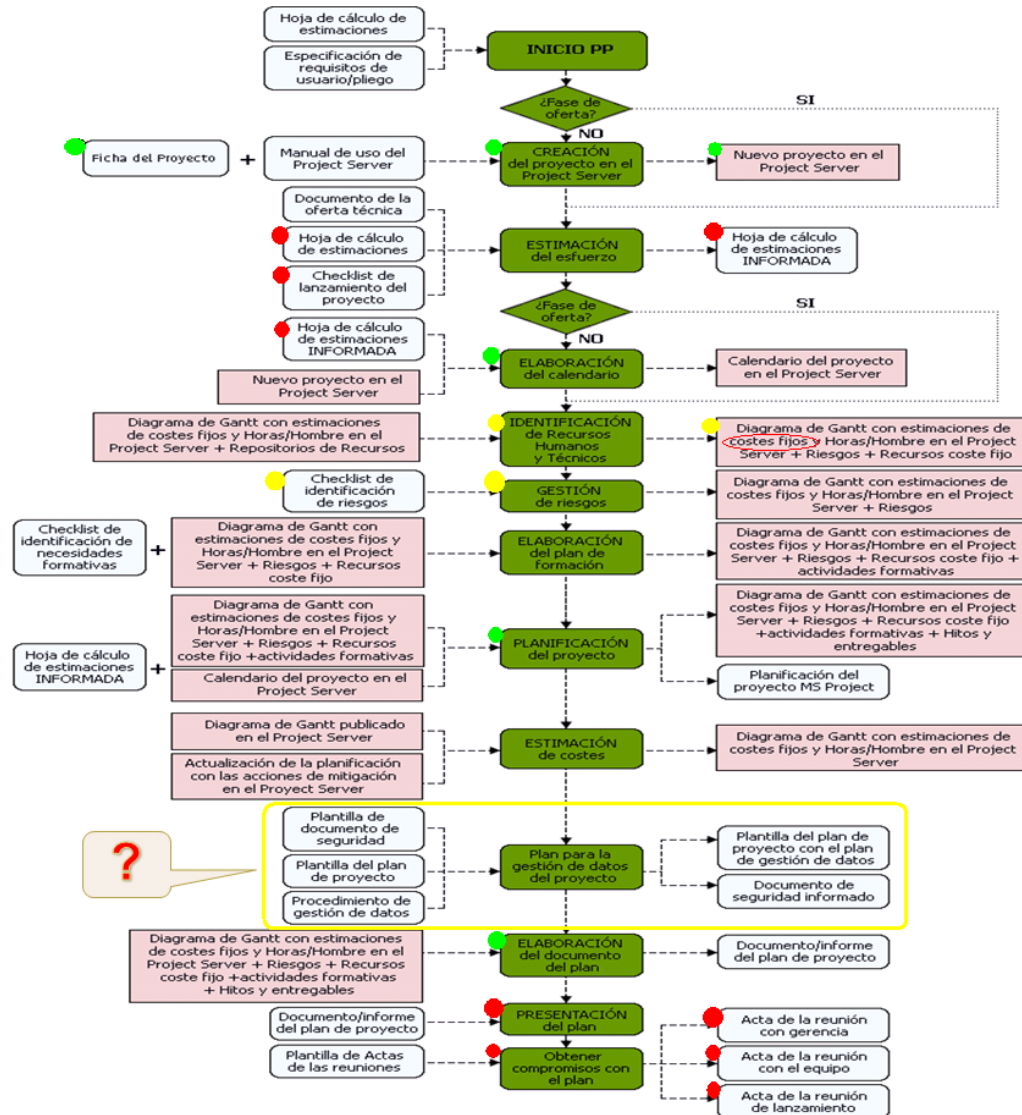 Hoja de cálculo de
estimaciones
Especificación de
requisitos de
usuario/pliego
INICIO PP
¿Fase de
oferta?
SI
NO
Ficha del Proyecto
+
Manual de uso del
Project Server
CREACIÓN
del proyecto en el
Project Server
Nuevo proyecto en el
Project Server
Documento de la
oferta técnica
Hoja de cálculo
de estimaciones
Checklist de
lanzamiento del
proyecto
ESTIMACIÓN
del esfuerzo
Hoja de cálculo
de estimaciones
INFORMADA
¿Fase de
oferta?
SI
NO
Hoja de cálculo
de estimaciones
INFORMADA
Nuevo proyecto en el
Project Server
ELABORACIÓN
del calendario
Calendario del proyecto
en el Project Server
Diagrama de Gantt con estimaciones
de costes fijos y Horas/Hombre en el
Project Server + Repositorios de Recursos
IDENTIFICACIÓN
de Recursos
Humanos
y Técnicos
Diagrama de Gantt con estimaciones de
costes fijos y Horas/Hombre en el Project
Server + Riesgos + Recursos coste fijo
Checklist de
identificación
de riesgos
GESTIÓN
de riesgos
Diagrama de Gantt con estimaciones de
costes fijos y Horas/Hombre en el Project
Server + Riesgos
Checklist de
identificación de
necesidades
formativas
+
Diagrama de Gantt con
estimaciones de costes fijos y
Horas/Hombre en el Project
Server + Riesgos + Recursos
coste fijo
ELABORACIÓN
del plan de
formación
Diagrama de Gantt con estimaciones de
costes fijos y Horas/Hombre en el Project
Server + Riesgos + Recursos coste fijo +
actividades formativas
Hoja de cálculo
de estimaciones
INFORMADA
+
Diagrama de Gantt con
estimaciones de costes fijos y
Horas/Hombre en el Project
Server + Riesgos + Recursos
coste fijo +actividades formativas
Calendario del proyecto en el
Project Server
PLANIFICACIÓN
del proyecto
Diagrama de Gantt con estimaciones de
costes fijos y Horas/Hombre en el Project
Server + Riesgos + Recursos coste fijo
+actividades formativas + Hitos y
entregables
Planificación del
proyecto MS Project
Diagrama de Gantt publicado
en el Project Server
Actualización de la planificación
con las acciones de mitigación
en el Proyect Server
ESTIMACIÓN
de costes
Diagrama de Gantt con estimaciones de
costes fijos y Horas/Hombre en el Project
Server
?
Plantilla de
documento de
seguridad
Plantilla del plan
de proyecto
Procedimiento de
gestión de datos
Plan para la
gestión de datos
del proyecto
Plantilla del plan de
proyecto con el plan
de gestión de datos
Documento de
seguridad informado
Diagrama de Gantt con estimaciones
de costes fijos y Horas/Hombre en el
Project Server + Riesgos + Recursos
coste fijo +actividades formativas
+ Hitos y entregables
ELABORACIÓN
del documento
del plan
Documento/informe
del plan de proyecto
Documento/informe
del plan de proyecto
PRESENTACIÓN
del plan
Plantilla de Actas
de las reuniones
Obtener
compromisos con
el plan
Acta de la reunión
con gerencia
Acta de la reunión
con el equipo
Acta de la reunión
de lanzamiento